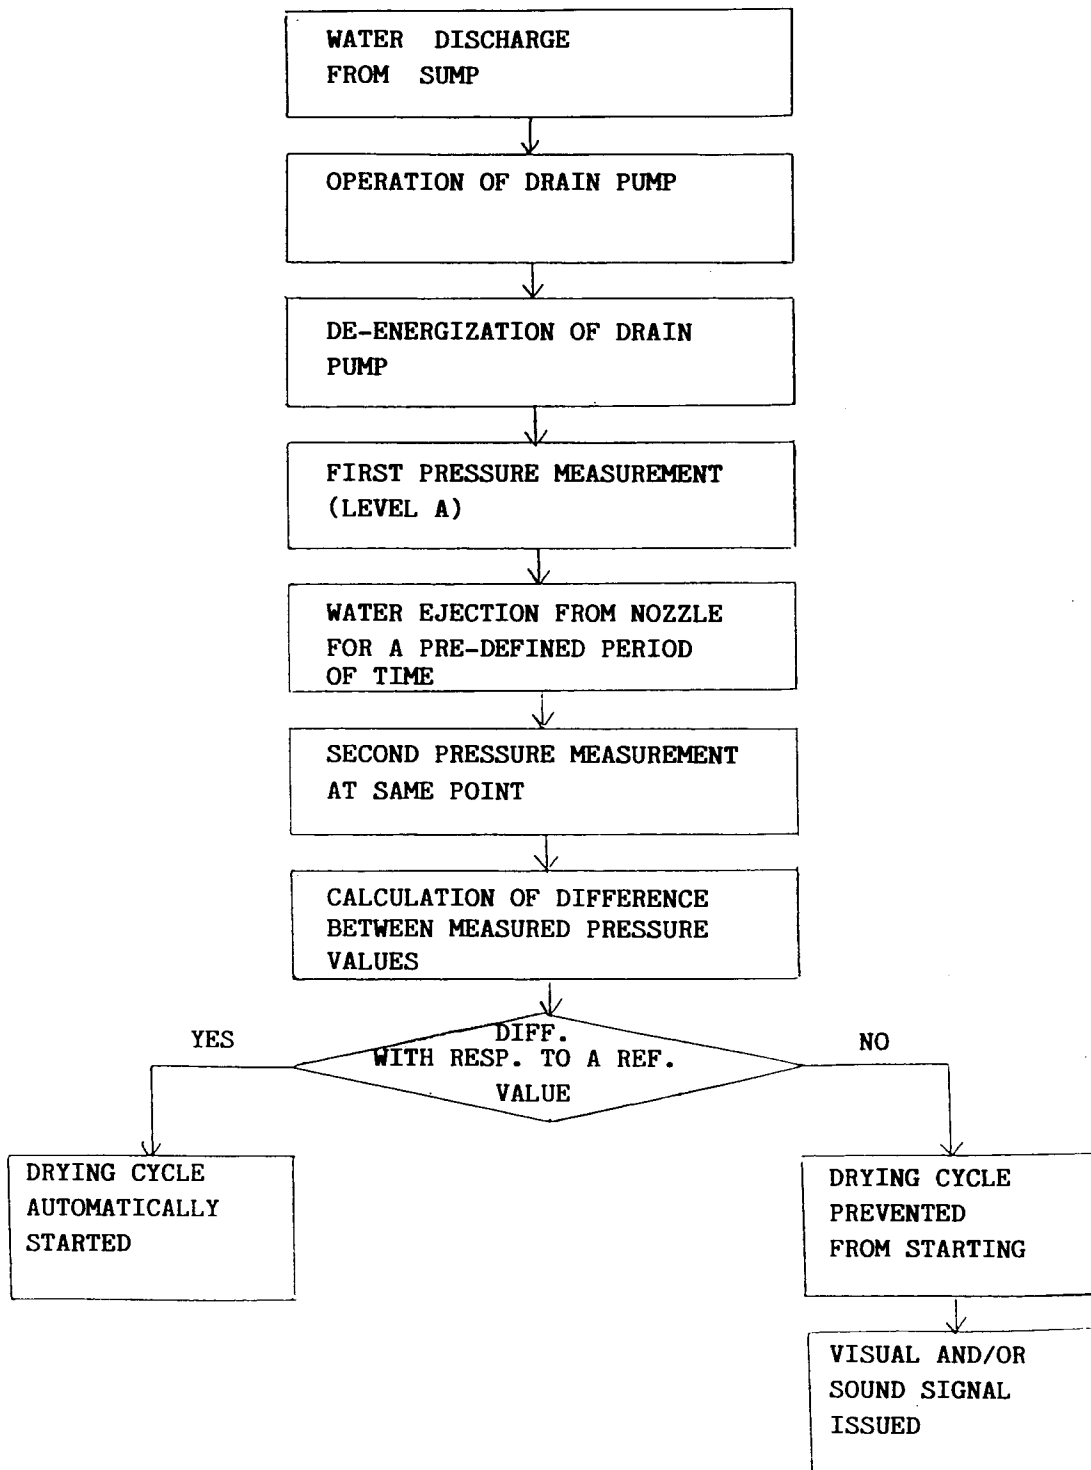 WATER DISCHARGE
FROM SUMP
OPERATION OF DRAIN PUMP
DE-ENERGIZATION OF DRAIN
PUMP
FIRST PRESSURE MEASUREMENT
(LEVEL A)
WATER EJECTION FROM NOZZLE
FOR A PRE-DEFINED PERIOD
OF TIME
SECOND PRESSURE MEASUREMENT
AT SAME POINT
CALCULATION OF DIFFERENCE
BETWEEN MEASURED PRESSURE
VALUES
DIFF.
WITH RESP. TO A REF.
VALUE
YES
NO
DRYING CYCLE
AUTOMATICALLY
STARTED
DRYING CYCLE
PREVENTED
FROM STARTING
VISUAL AND/OR
SOUND SIGNAL
ISSUED